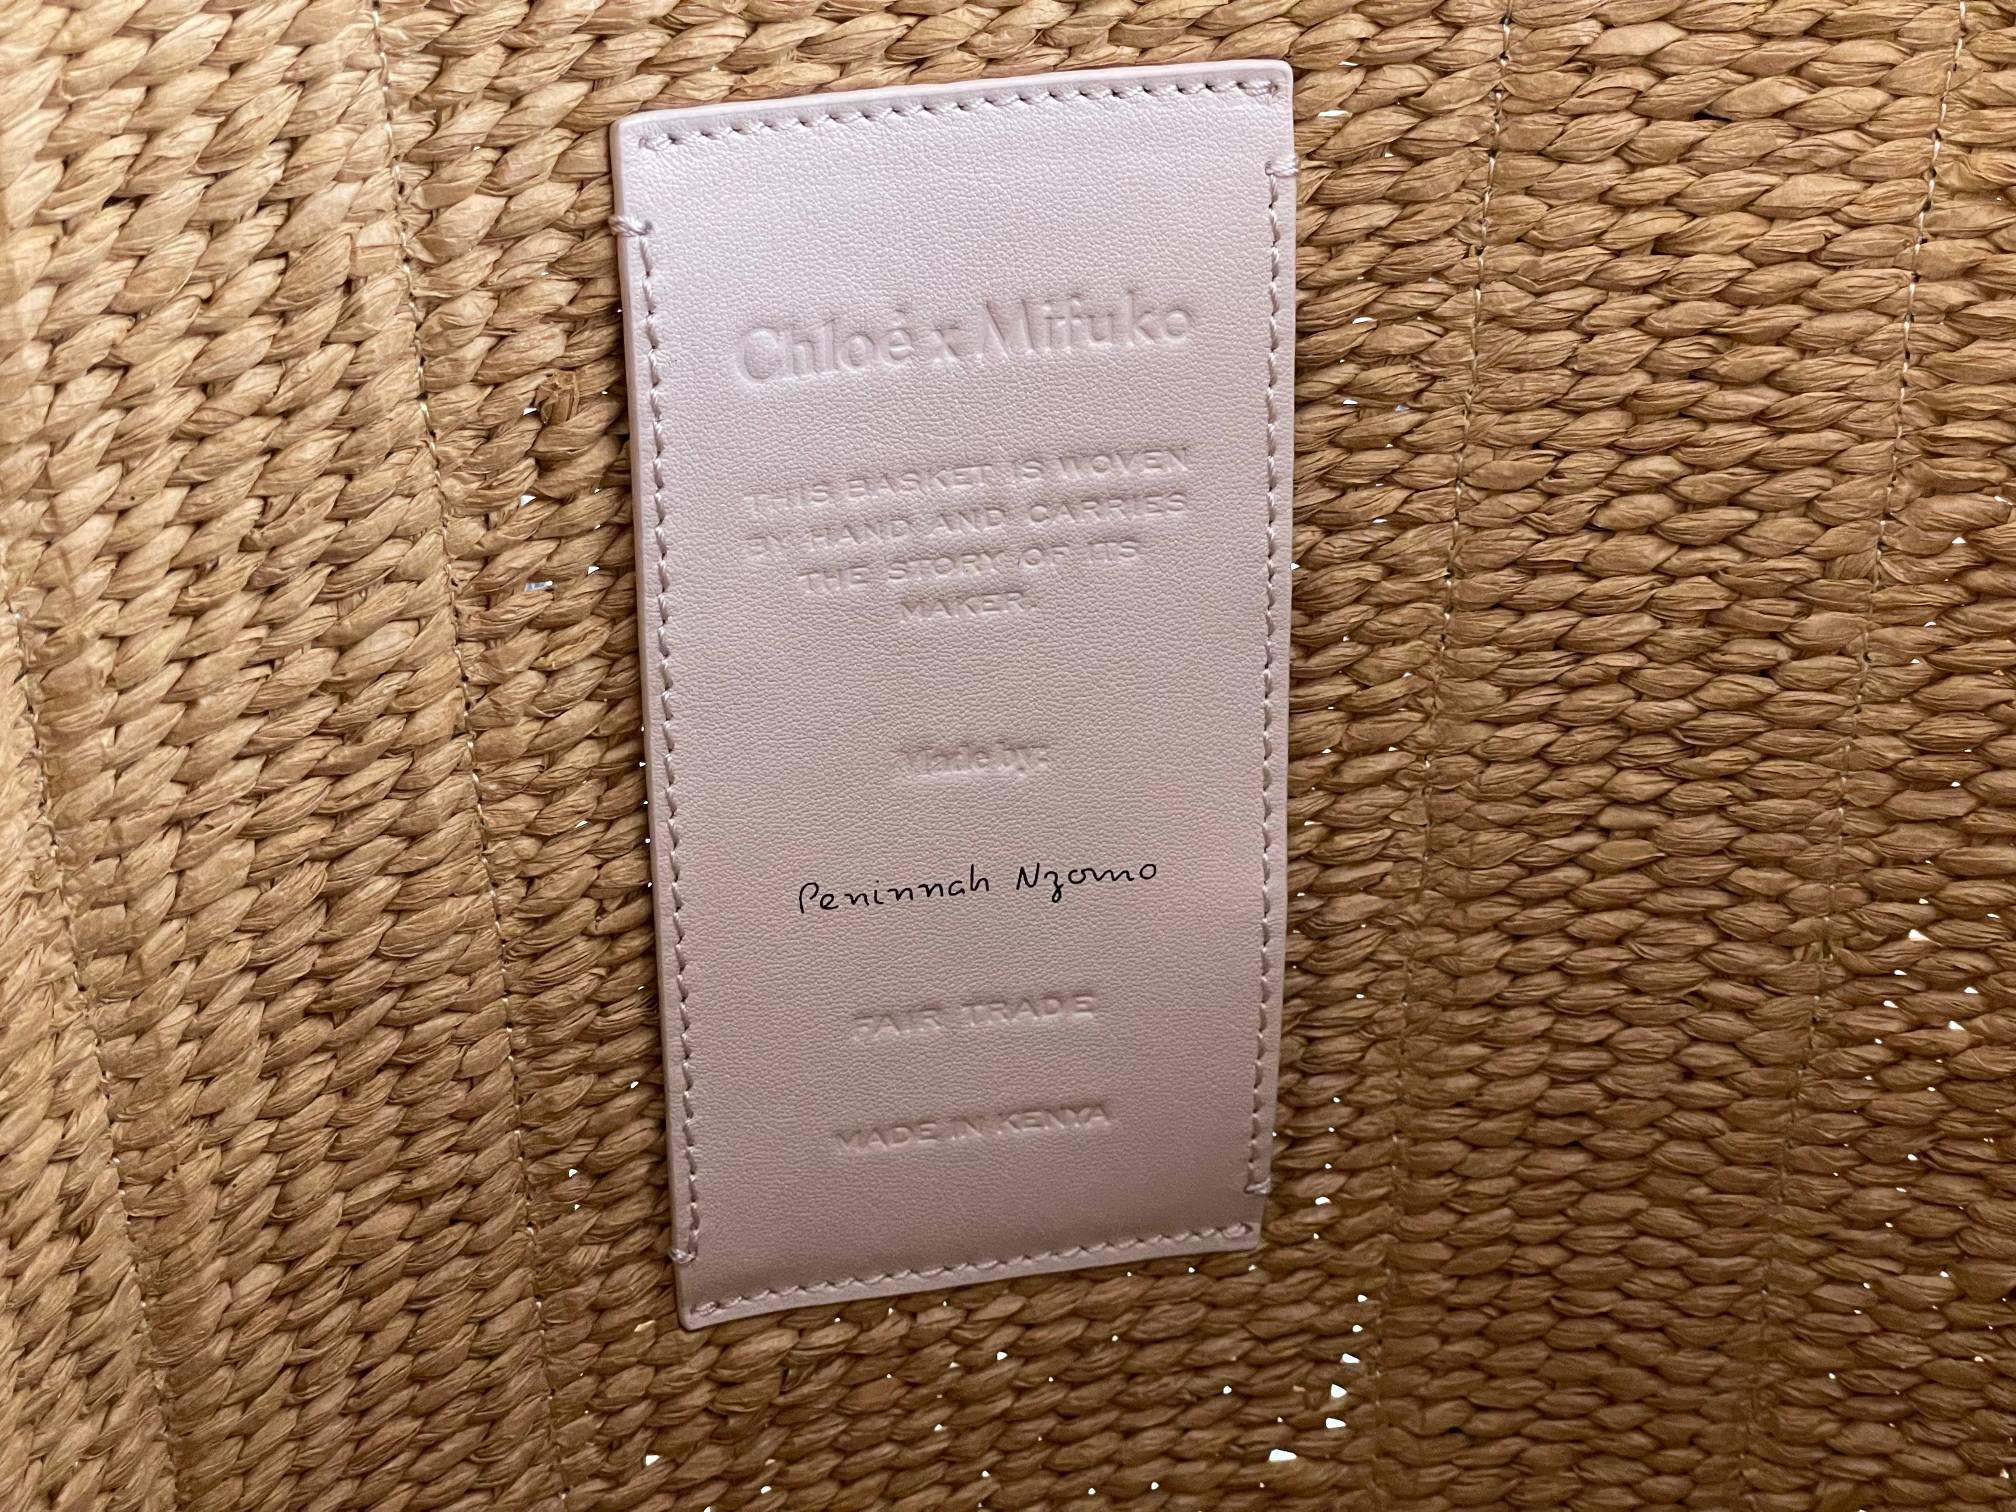 Chloé x Mifuko
THIS BASKET IS WOVEN
BY HAND AND CARRIES
THE STORY OF ITS
MAKER.
Made by:
Peninnah Nzomo
FAIR TRADE
MADE IN KENYA